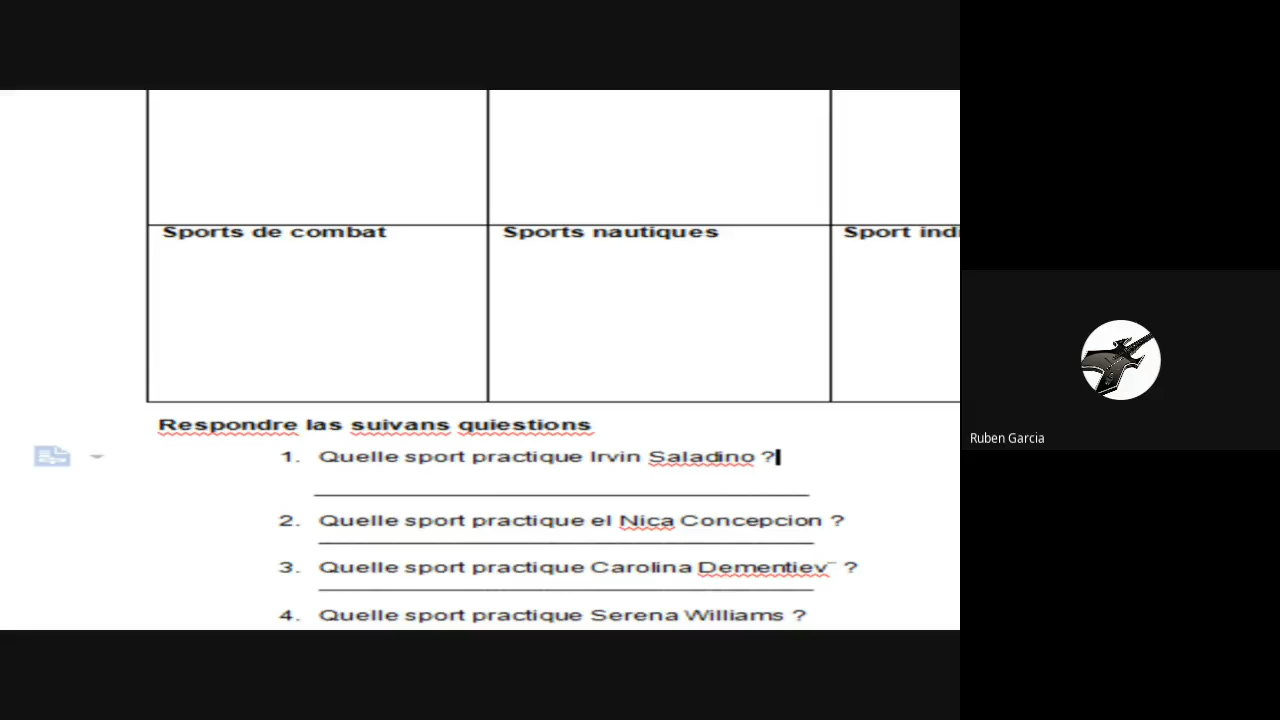 Sports de combat
Sports nautiques
Sport indi
Respondre las suivans quiestions
1. Quelle sport practique Irvin Saladino ?
2. Quelle sport practique el Nica Concepcion ?
3. Quelle sport practique Carolina Dementiev¨ ?
4. Quelle sport practique Serena Williams ?
Ruben Garcia